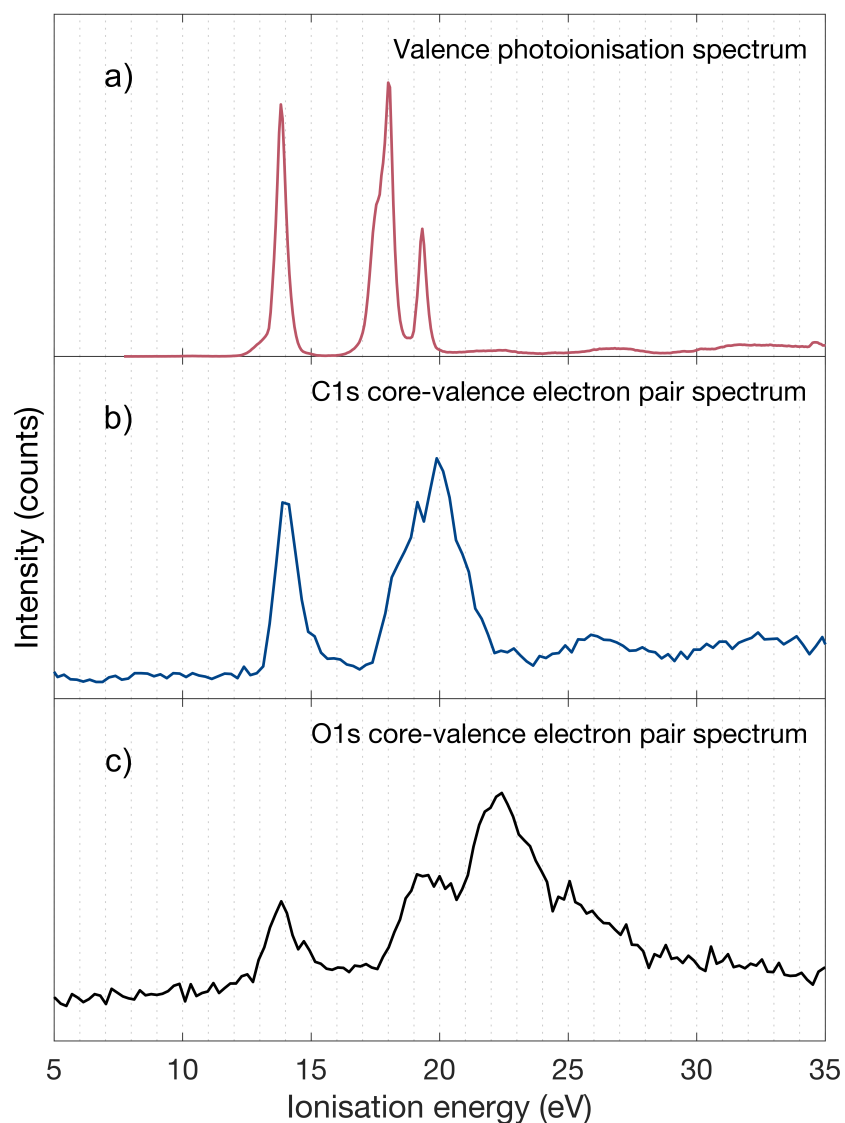 Valence photoionisation spectrum
a)
C1s core-valence electron pair spectrum
b)
O1s core-valence electron pair spectrum
c)
Intensity (counts)
5 10 15 20 25 30 35
Ionisation energy (eV)